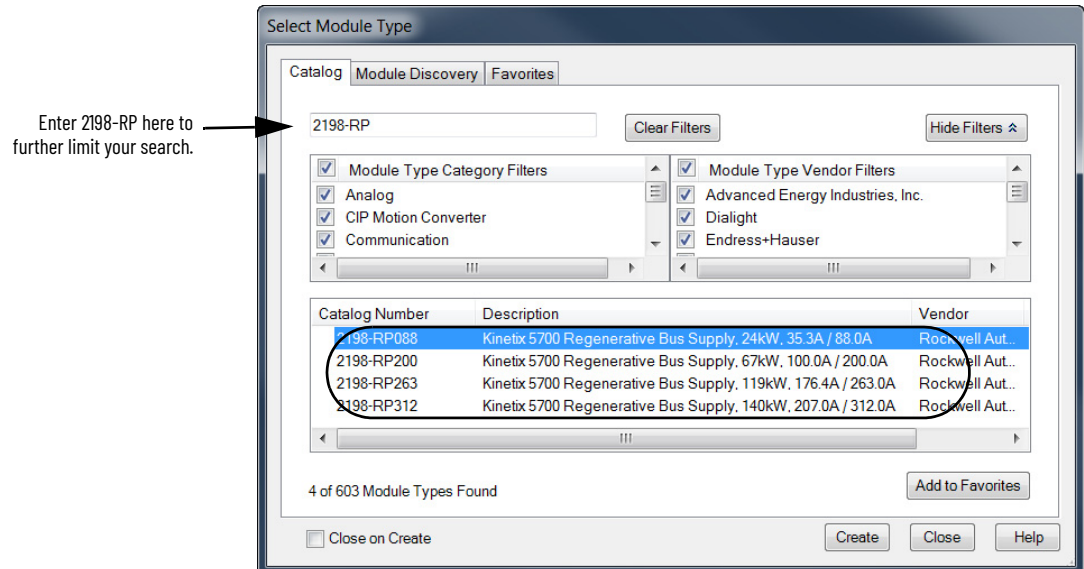 Select Module Type
Catalog
Module Discovery
Favorites
Enter 2198-RP here to
further limit your search.
2198-RP
Clear Filters
Hide Filters
Module Type Category Filters
Analog
CIP Motion Converter
Communication
Module Type Vendor Filters
Advanced Energy Industries, Inc.
Dialight
Endress+Hauser
Catalog Number Description Vendor
2198-RP088 Kinetix 5700 Regenerative Bus Supply, 24kW, 35.3A / 88.0A Rockwell Aut...
2198-RP200 Kinetix 5700 Regenerative Bus Supply, 67kW, 100.0A / 200.0A Rockwell Aut...
2198-RP263 Kinetix 5700 Regenerative Bus Supply, 119kW, 176.4A / 263.0A Rockwell Aut...
2198-RP312 Kinetix 5700 Regenerative Bus Supply, 140kW, 207.0A / 312.0A Rockwell Aut...
4 of 603 Module Types Found
Add to Favorites
Close on Create
Create
Close
Help